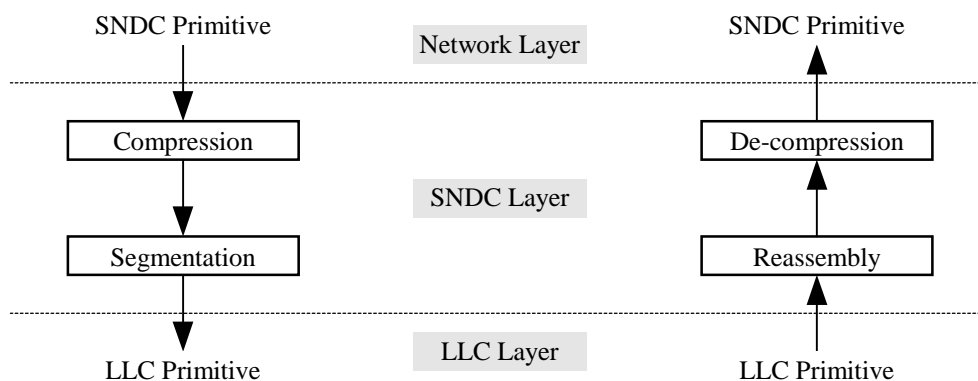 SNDC Primitive
Network Layer
SNDC Primitive
Compression
De-compression
SNDC Layer
Segmentation
Reassembly
LLC Primitive
LLC Layer
LLC Primitive